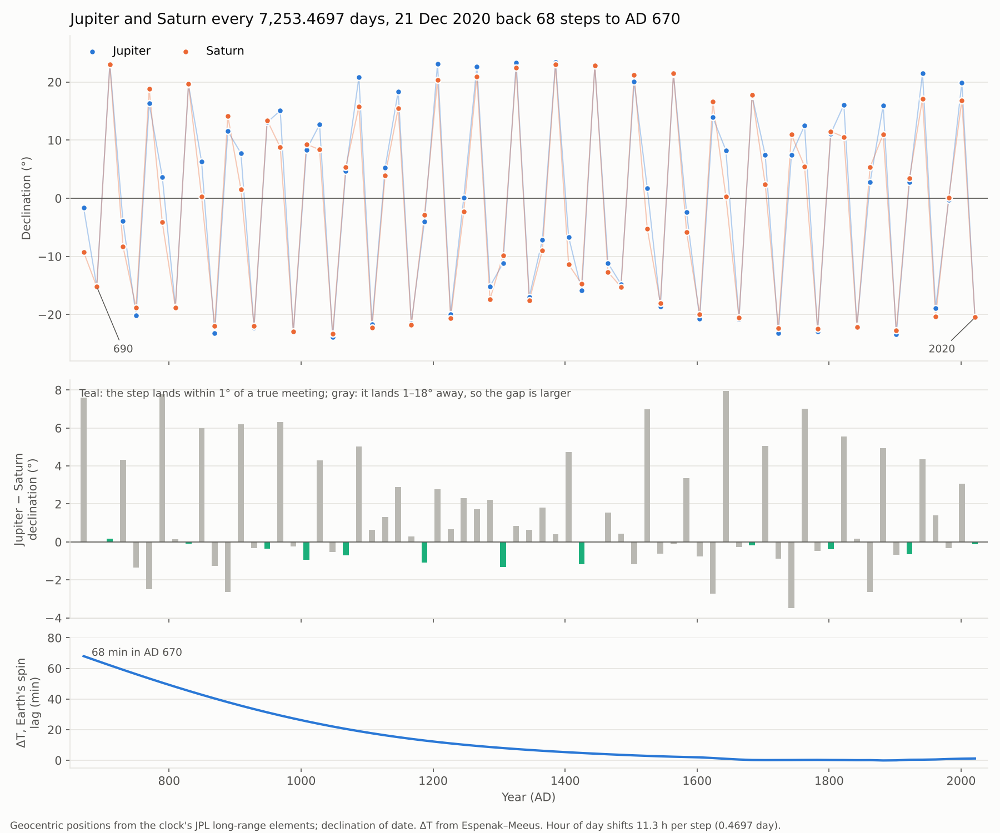 Jupiter and Saturn every 7,253.4697 days, 21 Dec 2020 back 68 steps to AD 670
Jupiter
Saturn
Declination (°)
20
10
0
−10
−20
690
2020
Teal: the step lands within 1° of a true meeting; gray: it lands 1–18° away, so the gap is larger
Jupiter − Saturn
declination (°)
8
6
4
2
0
−2
−4
68 min in AD 670
ΔT, Earth's spin
lag (min)
80
60
40
20
0
800
1000
1200
1400
1600
1800
2000
Year (AD)
Geocentric positions from the clock's JPL long-range elements; declination of date. ΔT from Espenak–Meeus. Hour of day shifts 11.3 h per step (0.4697 day).